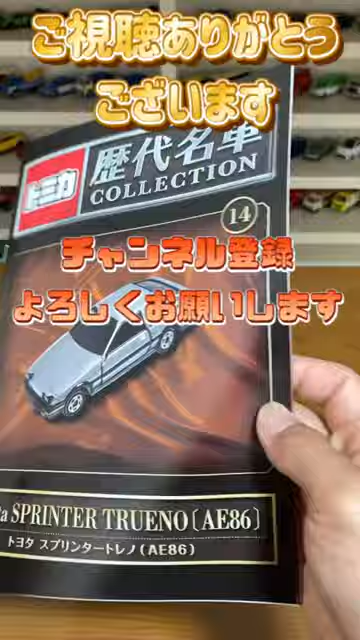 ご視聴ありがとう
ございます
トミカ
歴代名車
COLLECTION
14
チャンネル登録
よろしくお願いします
a SPRINTER TRUENO〔AE86〕
トヨタ スプリンタートレノ〔AE86〕